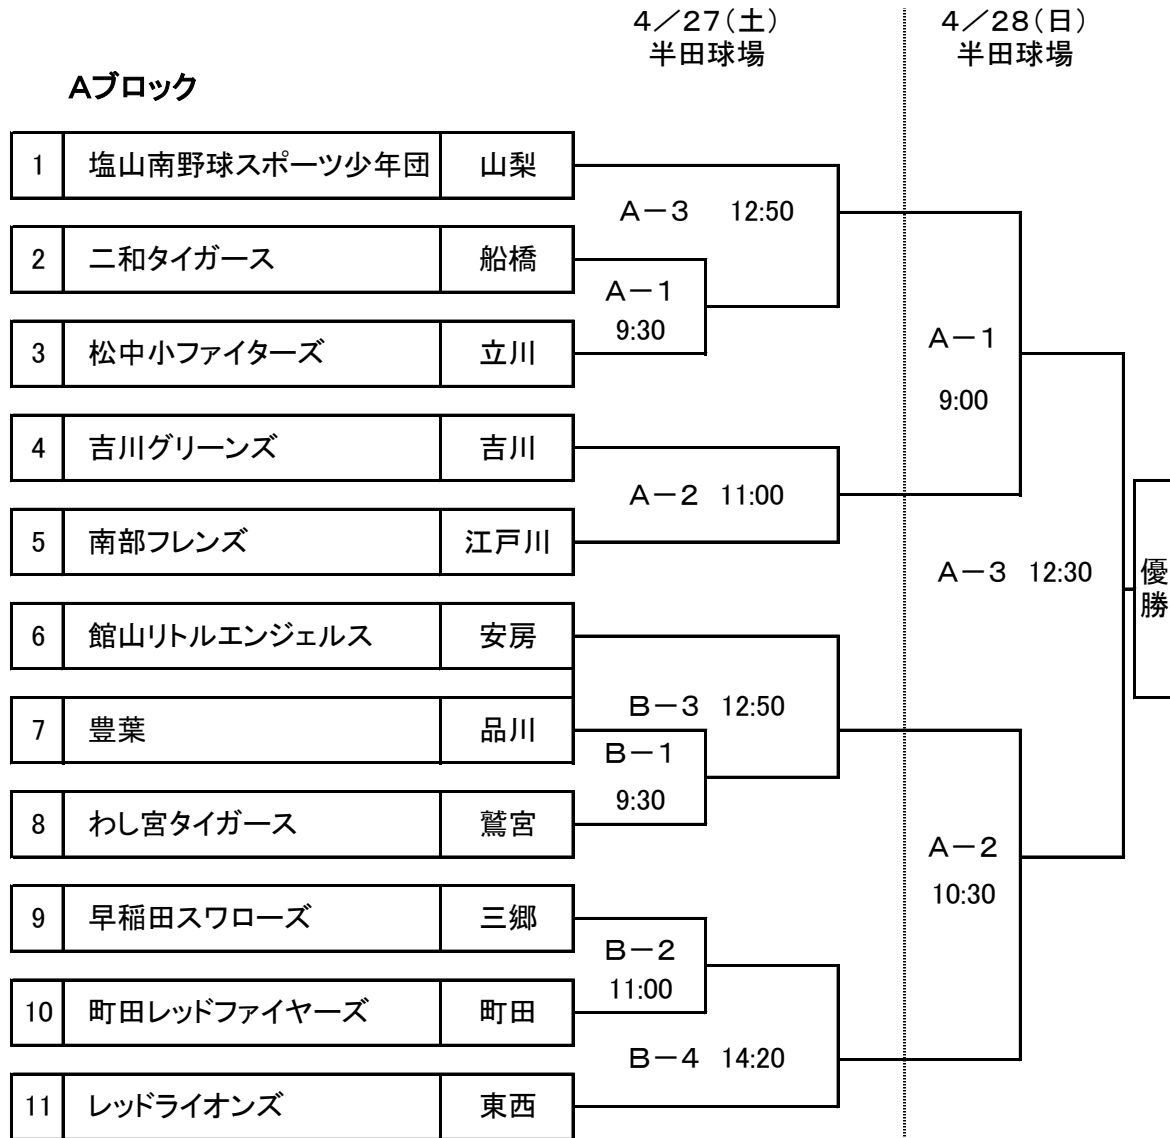 4／27(土)
半田球場
4／28(日)
半田球場
Aブロック
1 塩山南野球スポーツ少年団 山梨
A－3 12:50
2 二和タイガース 船橋
A－1
9:30
3 松中小ファイターズ 立川
A－1
9:00
4 吉川グリーンズ 吉川
A－2 11:00
5 南部フレンズ 江戸川
A－3 12:30
優勝
6 館山リトルエンジェルス 安房
B－3 12:50
7 豊葉 品川
B－1
9:30
8 わし宮タイガース 鷲宮
A－2
10:30
9 早稲田スワローズ 三郷
B－2
11:00
10 町田レッドファイヤーズ 町田
B－4 14:20
11 レッドライオンズ 東西